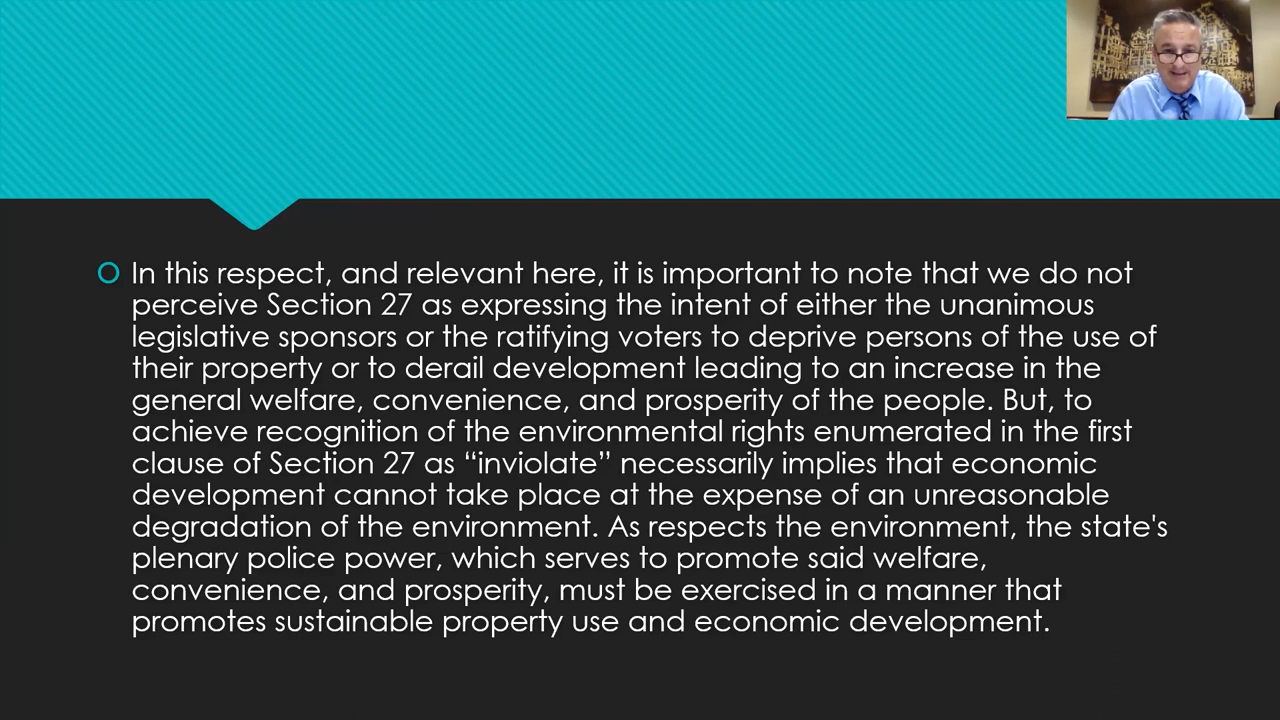 In this respect, and relevant here, it is important to note that we do not
perceive Section 27 as expressing the intent of either the unanimous
legislative sponsors or the ratifying voters to deprive persons of the use of
their property or to derail development leading to an increase in the
general welfare, convenience, and prosperity of the people. But, to
achieve recognition of the environmental rights enumerated in the first
clause of Section 27 as “inviolate” necessarily implies that economic
development cannot take place at the expense of an unreasonable
degradation of the environment. As respects the environment, the state's
plenary police power, which serves to promote said welfare,
convenience, and prosperity, must be exercised in a manner that
promotes sustainable property use and economic development.